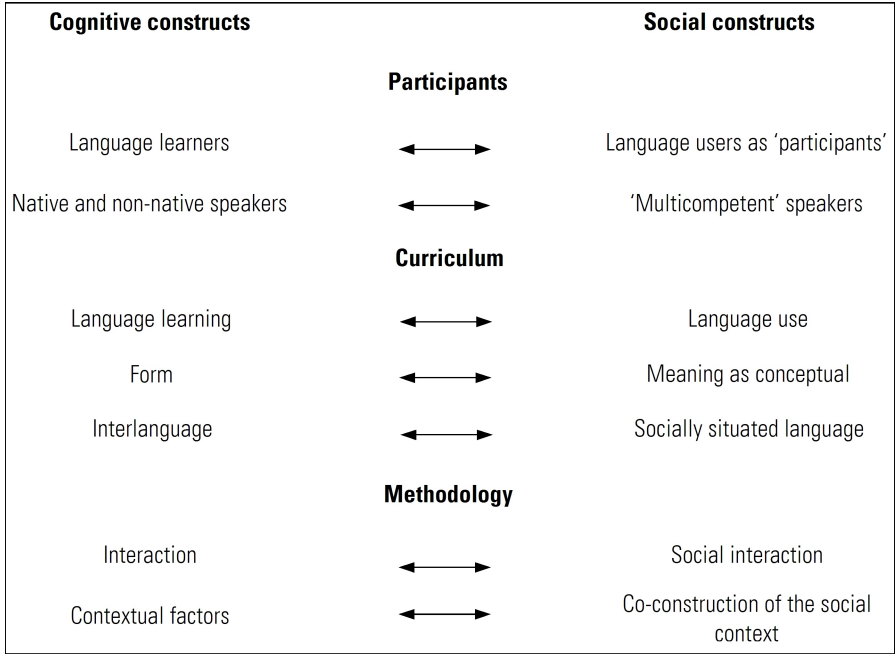 Cognitive constructs Social constructs
Participants
Language learners Language users as ‘participants’
Native and non-native speakers ‘Multicompetent’ speakers
Curriculum
Language learning Language use
Form Meaning as conceptual
Interlanguage Socially situated language
Methodology
Interaction Social interaction
Contextual factors Co-construction of the social
context